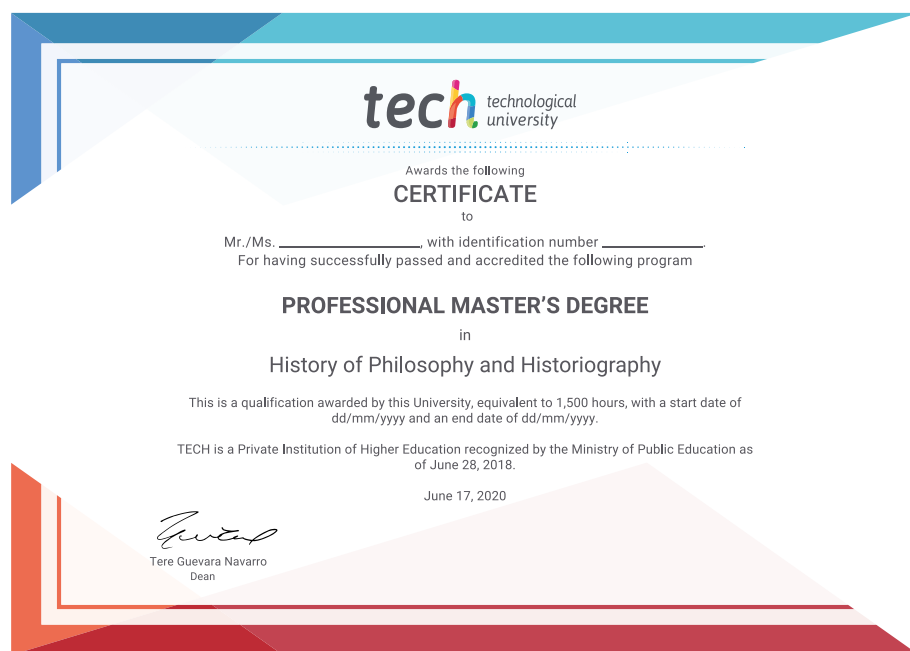 tech technological
university
Awards the following
CERTIFICATE
to
Mr./Ms. ____________________, with identification number ______________.
For having successfully passed and accredited the following program
PROFESSIONAL MASTER'S DEGREE
in
History of Philosophy and Historiography
This is a qualification awarded by this University, equivalent to 1,500 hours, with a start date of
dd/mm/yyyy and an end date of dd/mm/yyyy.
TECH is a Private Institution of Higher Education recognized by the Ministry of Public Education as
of June 28, 2018.
June 17, 2020
Tere Guevara Navarro
Dean